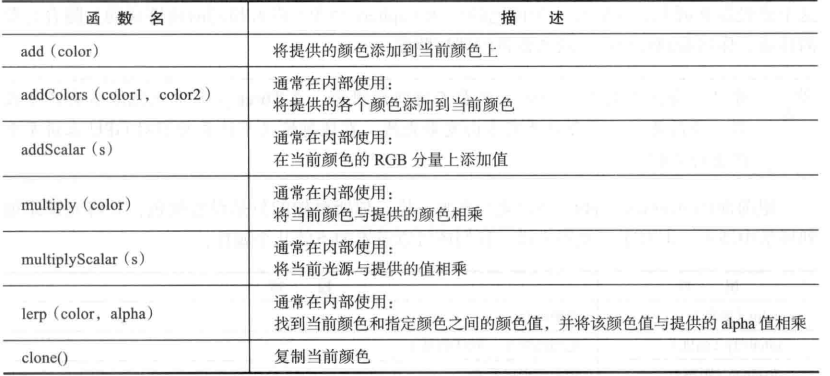 函 数 名 描 述
add (color) 将提供的颜色添加到当前颜色上
addColors (color1, color2) 通常在内部使用：
将提供的各个颜色添加到当前颜色
addScalar (s) 通常在内部使用：
在当前颜色的 RGB 分量上添加值
multiply (color) 通常在内部使用：
将当前颜色与提供的颜色相乘
multiplyScalar (s) 通常在内部使用：
将当前光源与提供的值相乘
lerp (color, alpha) 通常在内部使用：
找到当前颜色和指定颜色之间的颜色值，并将该颜色值与提供的 alpha 值相乘
clone() 复制当前颜色